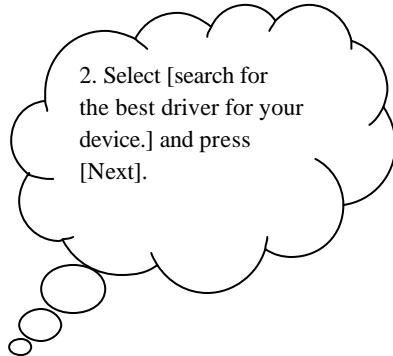 2. Select [search for
the best driver for your
device.] and press
[Next].